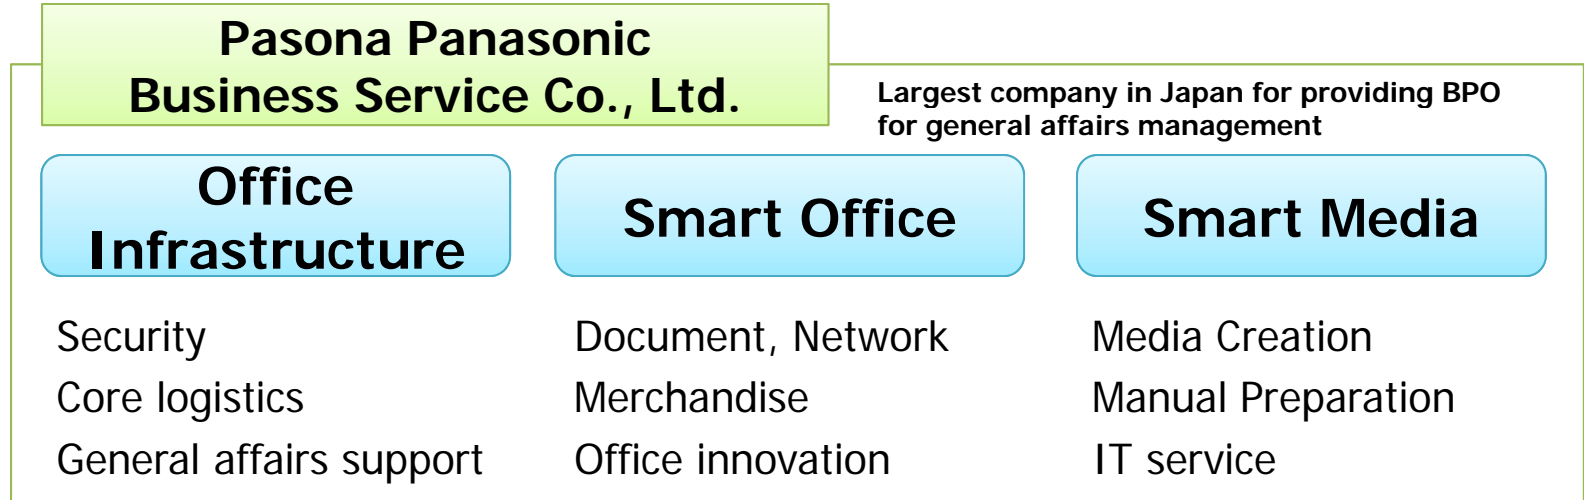 Pasona Panasonic
Business Service Co., Ltd.
Largest company in Japan for providing BPO
for general affairs management
Office
Infrastructure
Security
Core logistics
General affairs support
Smart Office
Document, Network
Merchandise
Office innovation
Smart Media
Media Creation
Manual Preparation
IT service